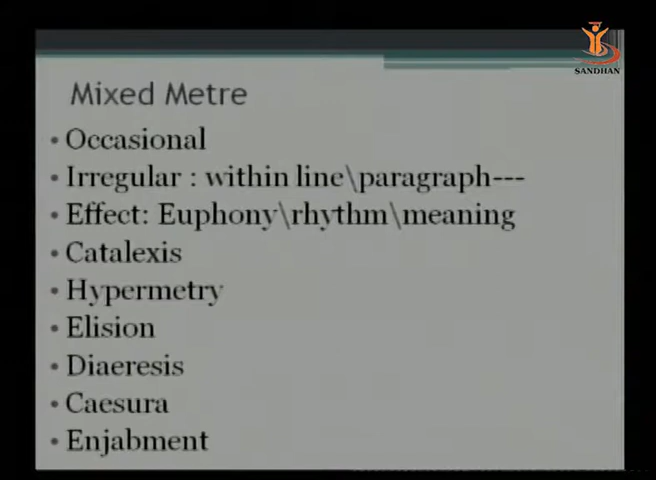 SANDHAN
Mixed Metre
• Occasional
• Irregular : within line\paragraph---
• Effect: Euphony\rhythm\meaning
• Catalexis
• Hypermetry
• Elision
• Diaeresis
• Caesura
• Enjabment